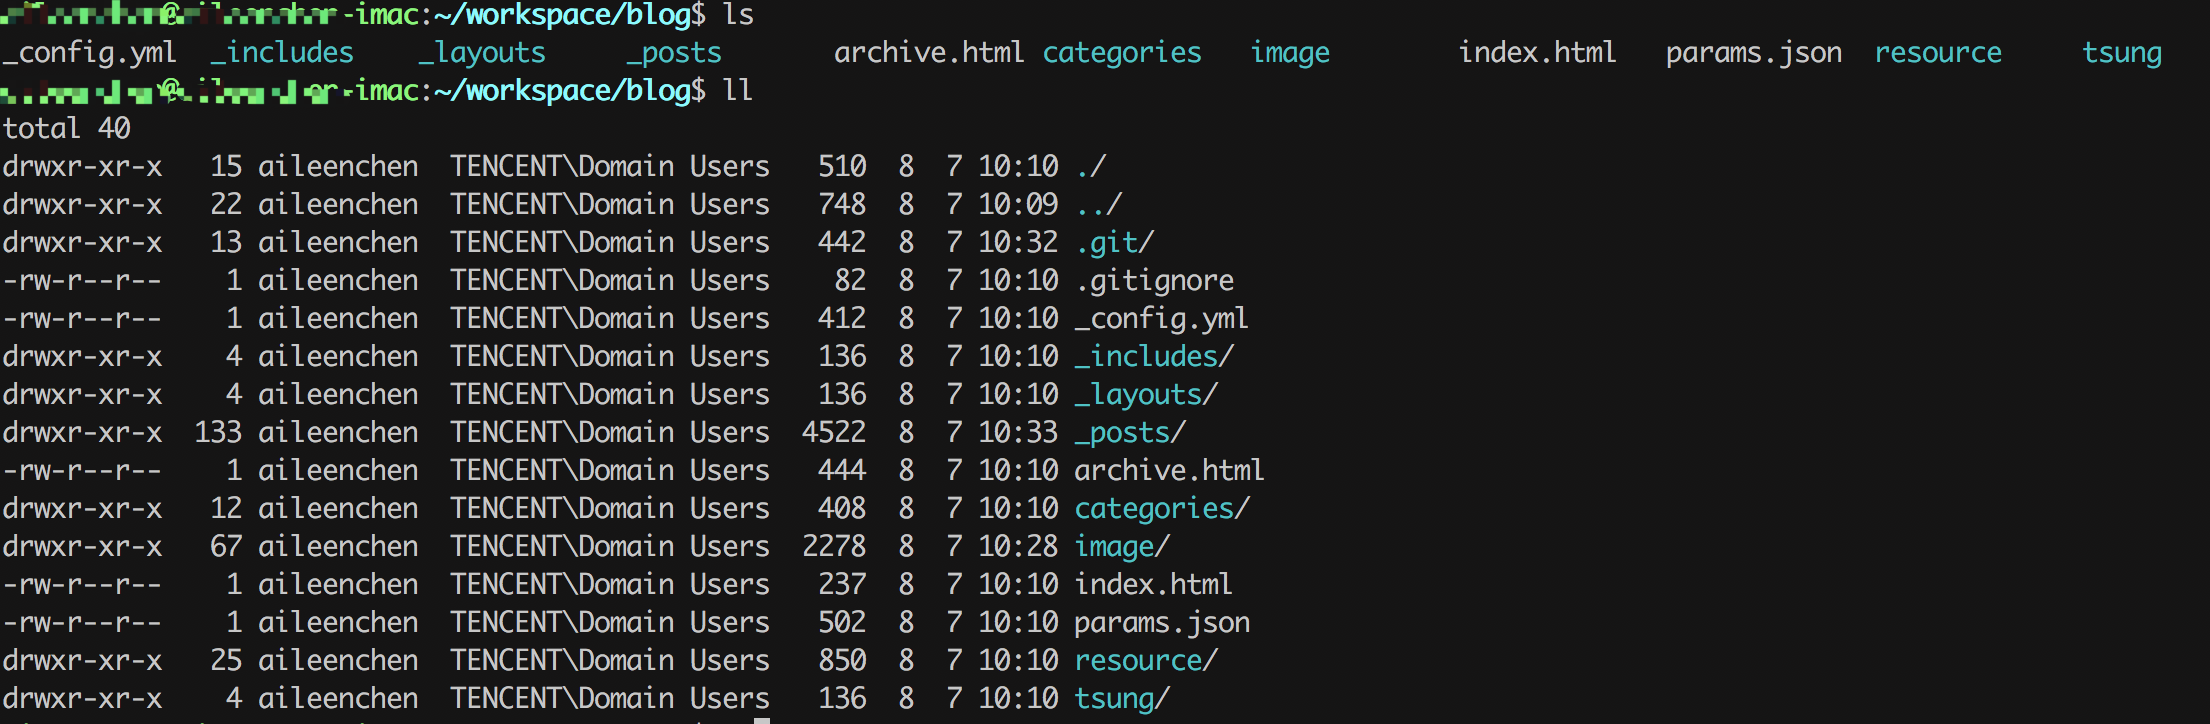 -imac:~/workspace/blog$ ls
_config.yml _includes _layouts _posts archive.html categories image index.html params.json resource tsung
-imac:~/workspace/blog$ ll
total 40
drwxr-xr-x 15 aileenchen TENCENT\Domain Users 510 8 7 10:10 ./
drwxr-xr-x 22 aileenchen TENCENT\Domain Users 748 8 7 10:09 ../
drwxr-xr-x 13 aileenchen TENCENT\Domain Users 442 8 7 10:32 .git/
-rw-r--r-- 1 aileenchen TENCENT\Domain Users 82 8 7 10:10 .gitignore
-rw-r--r-- 1 aileenchen TENCENT\Domain Users 412 8 7 10:10 _config.yml
drwxr-xr-x 4 aileenchen TENCENT\Domain Users 136 8 7 10:10 _includes/
drwxr-xr-x 4 aileenchen TENCENT\Domain Users 136 8 7 10:10 _layouts/
drwxr-xr-x 133 aileenchen TENCENT\Domain Users 4522 8 7 10:33 _posts/
-rw-r--r-- 1 aileenchen TENCENT\Domain Users 444 8 7 10:10 archive.html
drwxr-xr-x 12 aileenchen TENCENT\Domain Users 408 8 7 10:10 categories/
drwxr-xr-x 67 aileenchen TENCENT\Domain Users 2278 8 7 10:28 image/
-rw-r--r-- 1 aileenchen TENCENT\Domain Users 237 8 7 10:10 index.html
-rw-r--r-- 1 aileenchen TENCENT\Domain Users 502 8 7 10:10 params.json
drwxr-xr-x 25 aileenchen TENCENT\Domain Users 850 8 7 10:10 resource/
drwxr-xr-x 4 aileenchen TENCENT\Domain Users 136 8 7 10:10 tsung/